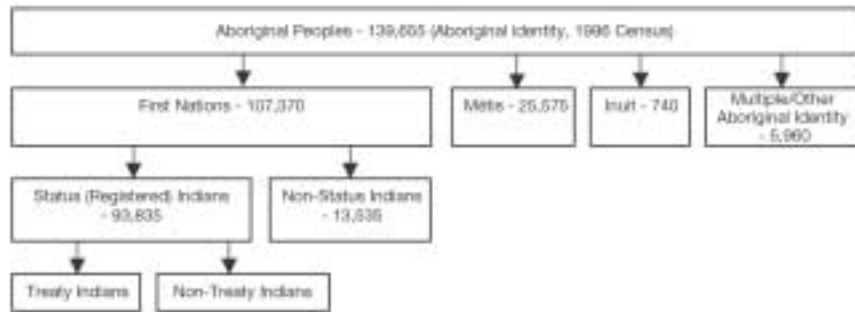 Aboriginal Peoples - 139,655 (Aboriginal Identity, 1996 Census)
First Nations - 107,370
Métis - 25,575
Inuit - 740
Multiple/Other
Aboriginal Identity
- 5,960
Status (Registered) Indians
- 93,835
Non-Status Indians
- 13,535
Treaty Indians
Non-Treaty Indians